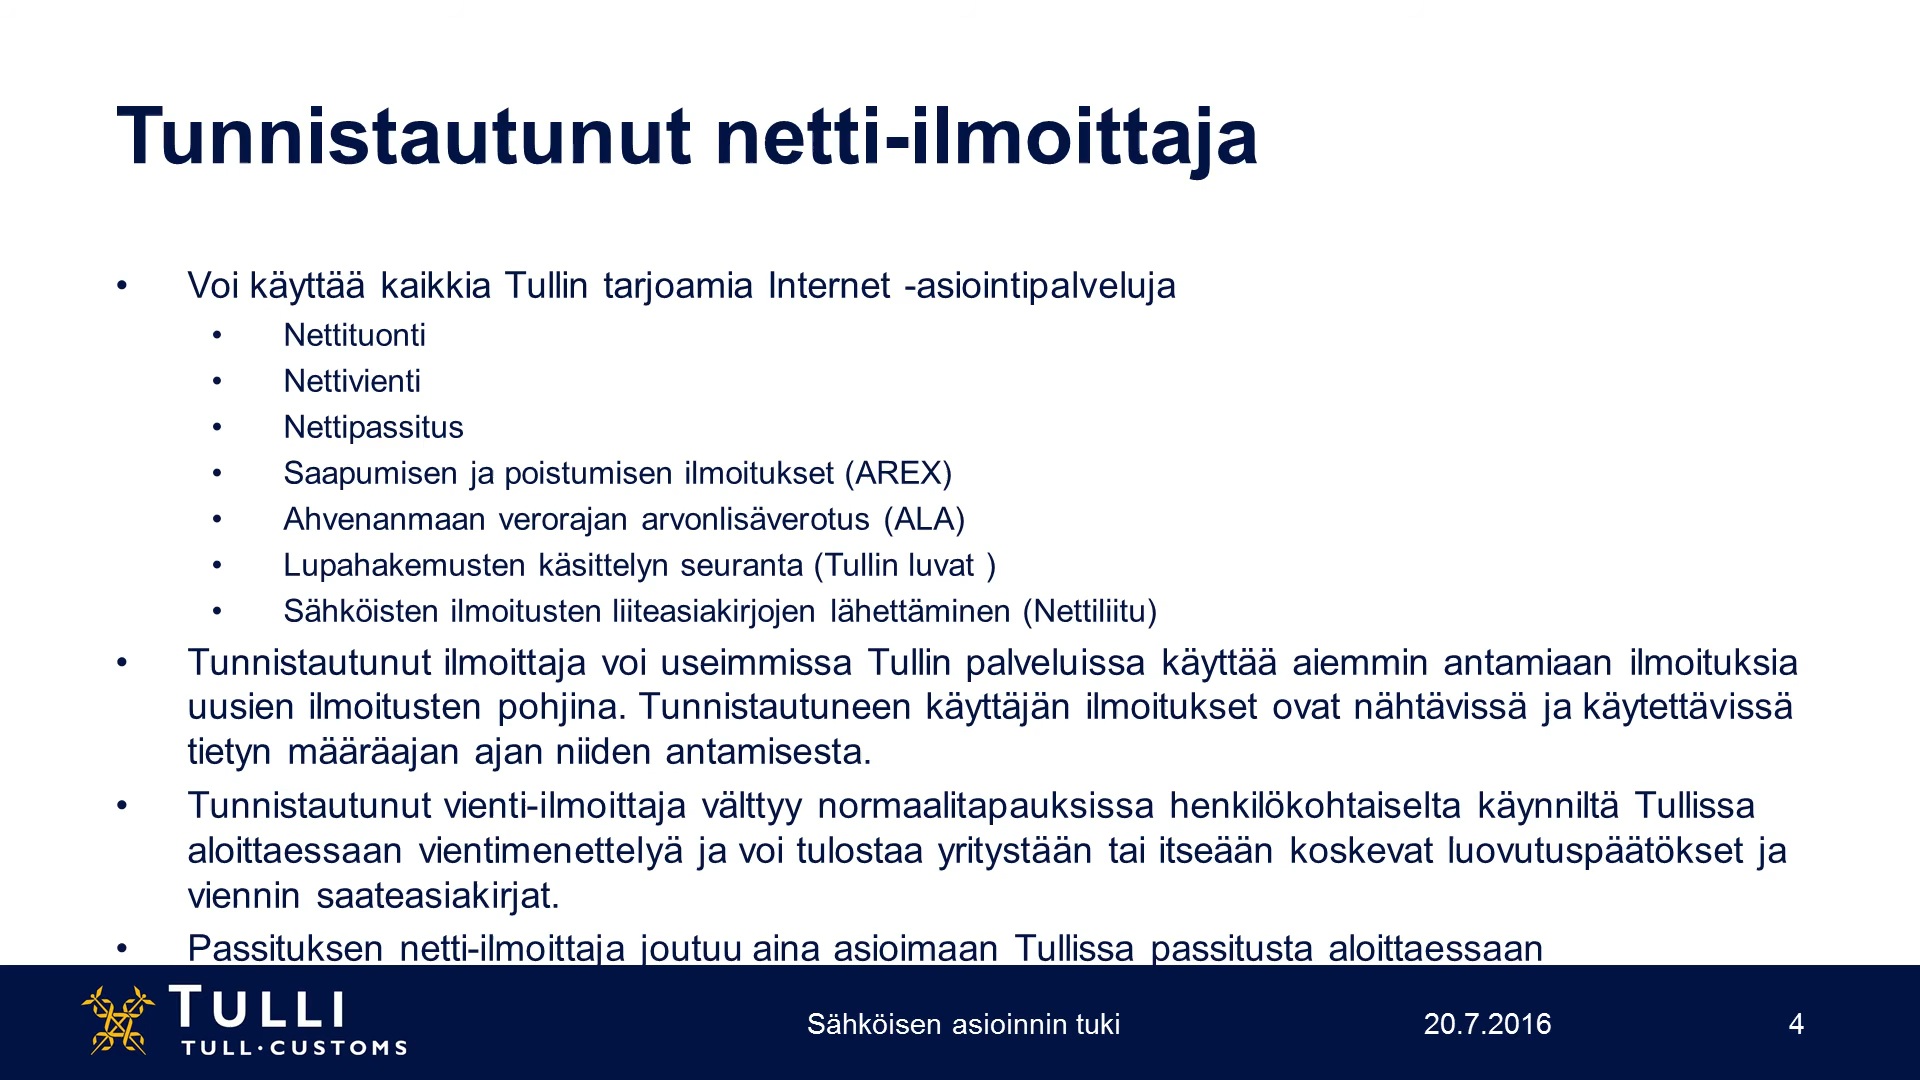 Tunnistautunut netti-ilmoittaja
• Voi käyttää kaikkia Tullin tarjoamia Internet -asiointipalveluja
• Nettituonti
• Nettivienti
• Nettipassitus
• Saapumisen ja poistumisen ilmoitukset (AREX)
• Ahvenanmaan verorajan arvonlisäverotus (ALA)
• Lupahakemusten käsittelyn seuranta (Tullin luvat )
• Sähköisten ilmoitusten liiteasiakirjojen lähettäminen (Nettiliitu)
• Tunnistautunut ilmoittaja voi useimmissa Tullin palveluissa käyttää aiemmin antamiaan ilmoituksia
uusien ilmoitusten pohjina. Tunnistautuneen käyttäjän ilmoitukset ovat nähtävissä ja käytettävissä
tietyn määräajan ajan niiden antamisesta.
• Tunnistautunut vienti-ilmoittaja välttyy normaalitapauksissa henkilökohtaiselta käynniltä Tullissa
aloittaessaan vientimenettelyä ja voi tulostaa yritystään tai itseään koskevat luovutuspäätökset ja
viennin saateasiakirjat.
• Passituksen netti-ilmoittaja joutuu aina asioimaan Tullissa passitusta aloittaessaan
TULLI
TULL·CUSTOMS
Sähköisen asioinnin tuki
20.7.2016
4